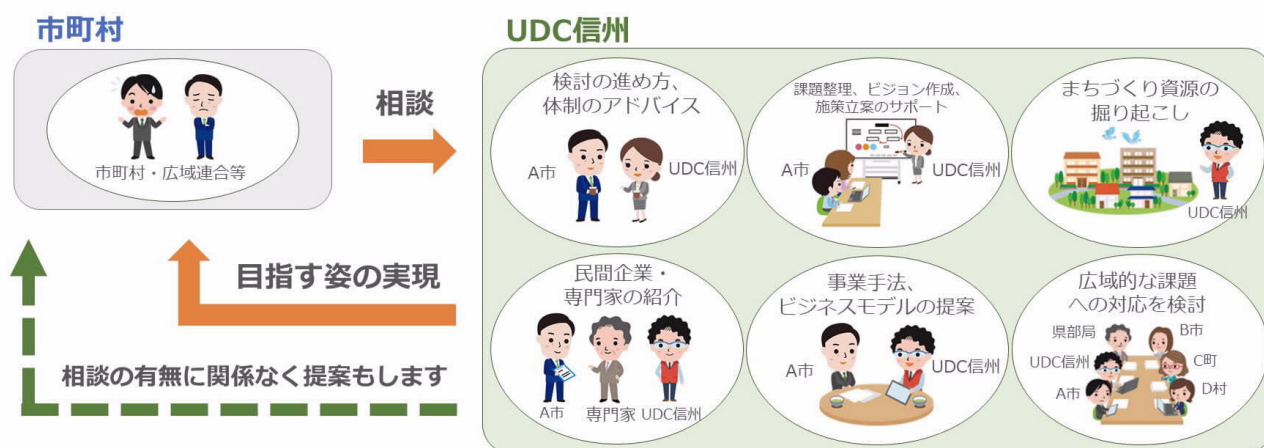 市町村
市町村・広域連合等
相談
目指す姿の実現
相談の有無に関係なく提案もします
UDC信州
検討の進め方、
体制のアドバイス
A市
UDC信州
課題整理、ビジョン作成、
施策立案のサポート
A市
UDC信州
まちづくり資源の
掘り起こし
UDC信州
民間企業・
専門家の紹介
A市
専門家
UDC信州
事業手法、
ビジネスモデルの提案
A市
UDC信州
広域的な課題
への対応を検討
県部局
B市
UDC信州
C町
A市
D村